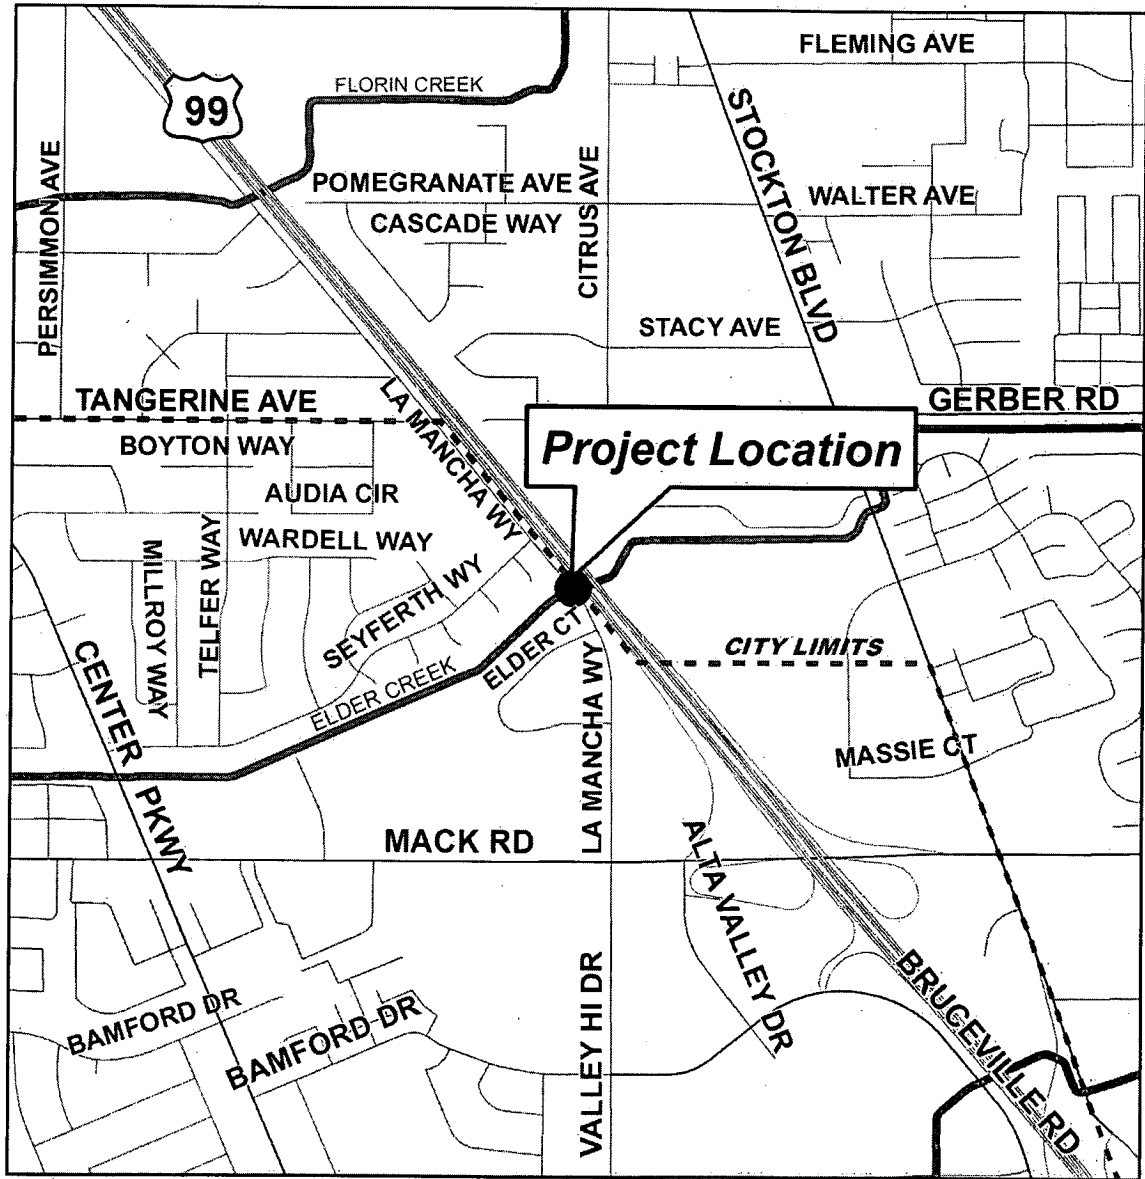 FLEMING AVE
FLORIN CREEK
99
STOCKTON BLVD
PERSIMMON AVE
POMEGRANATE AVE
CITRUS AVE
WALTER AVE
CASCADE WAY
STACY AVE
TANGERINE AVE
LA MANCHA WY
GERBER RD
BOYTON WAY
Project Location
AUDIA CIR
WARDELL WAY
MILLROY WAY
TELFER WAY
SEYFERTH WY
ELDER CT
CITY LIMITS
ELDER CREEK
CENTER PKWY
LA MANCHA WY
MASSIE CT
MACK RD
ALTA VALLEY DR
BRUCEVILLE RD
BAMFORD DR
BAMFORD DR
VALLEY HI DR